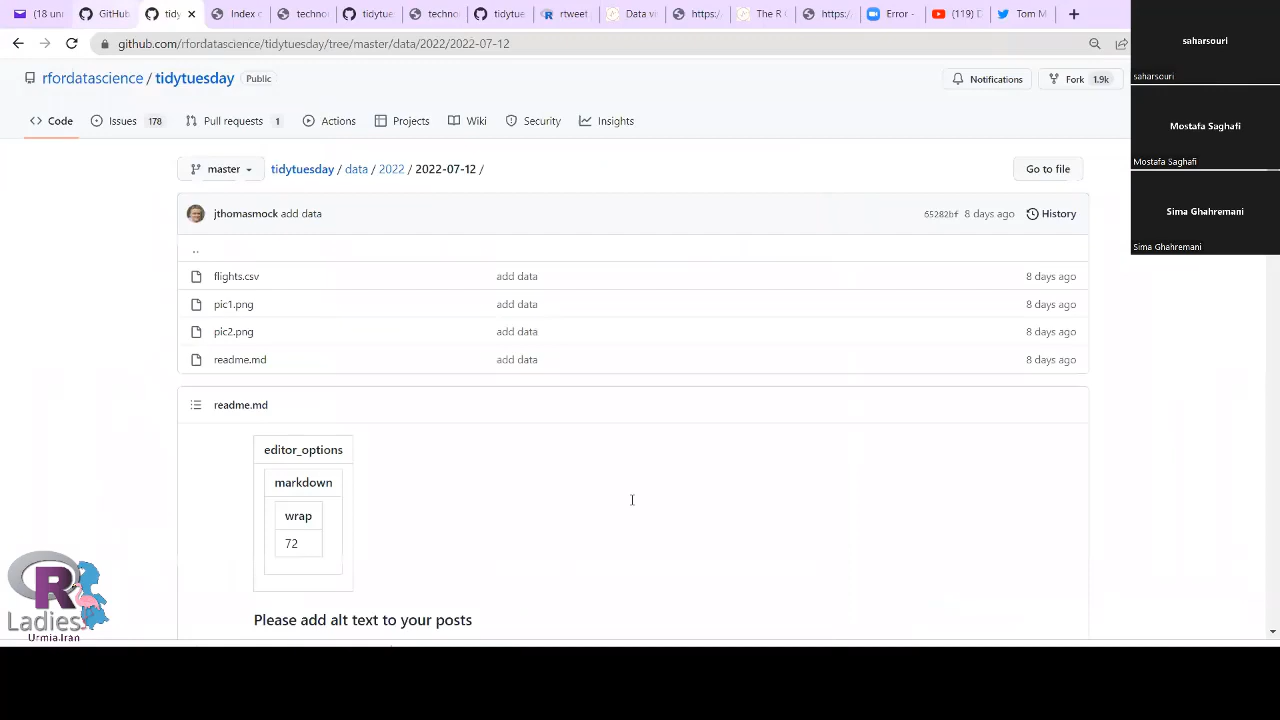 (18 un
GitHub
tidy
Index c
techno
tidytue
techn
tidtue
rtweet
Data v
https:/
The R
https:/
Error -
(119) D
Tom M
github.com/rfordatascience/tidytuesday/tree/master/data/2022/2022-07-12
rfordatascience / tidytuesday Public
Notifications
Fork 1.9k
Code
Issues 178
Pull requests 1
Actions
Projects
Wiki
Security
Insights
master
tidytuesday / data / 2022 / 2022-07-12 /
Go to file
jthomasmock add data
65282bf 8 days ago
History
..
flights.csv add data 8 days ago
pic1.png add data 8 days ago
pic2.png add data 8 days ago
readme.md add data 8 days ago
readme.md
editor_options
markdown
wrap
72
Please add alt text to your posts
saharsouri
saharsouri
Mostafa Saghafi
Mostafa Saghafi
Sima Ghahremani
Sima Ghahremani
R
Ladies
Urmia.Iran